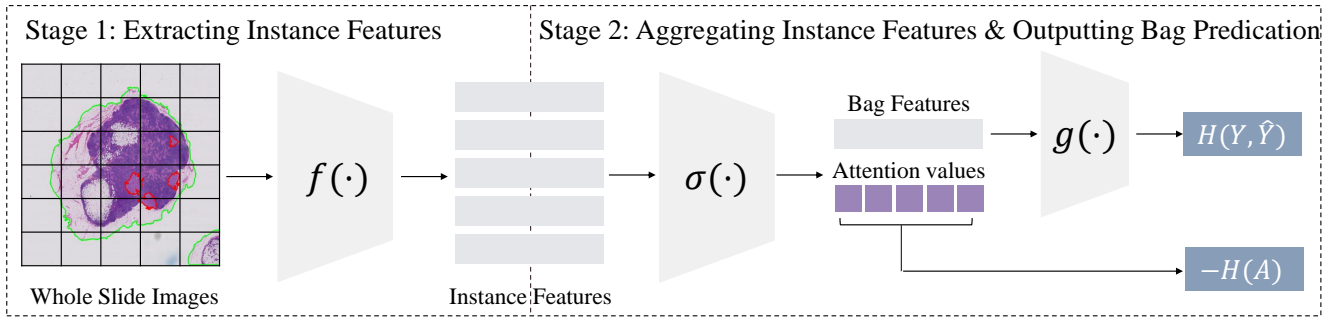 Stage 1: Extracting Instance Features
Stage 2: Aggregating Instance Features & Outputting Bag Predication
Whole Slide Images
f(·)
Instance Features
σ(·)
Bag Features
Attention values
g(·)
H(Y, Ŷ)
−H(A)